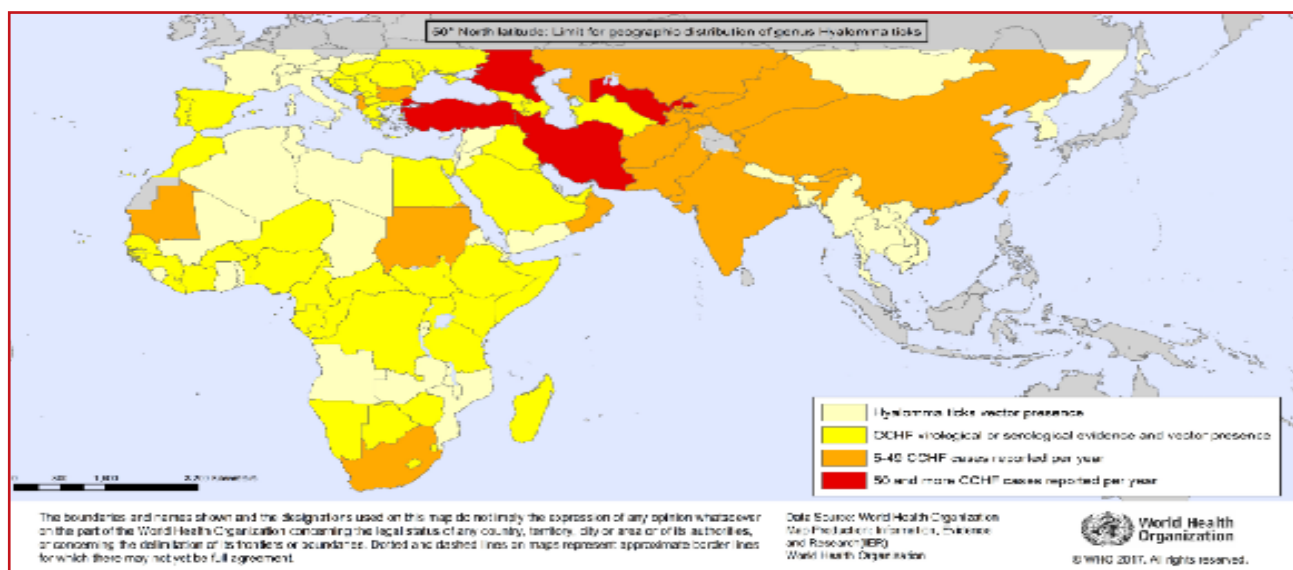 50° North latitude: Limit for geographic distribution of genus Hyalomma ticks
Hyalomma ticks vector presence
CCHF virological or serological evidence and vector presence
5-49 CCHF cases reported per year
50 and more CCHF cases reported per year
0 800 1,600 Kilometers
The boundaries and names shown and the designations used on this map do not imply the expression of any opinion whatsoever
on the part of the World Health Organization concerning the legal status of any country, territory, city or area or of its authorities,
or concerning the delimitation of its frontiers or boundaries. Dotted and dashed lines on maps represent approximate border lines
for which there may not yet be full agreement.
Data Source: World Health Organization
Map Production: Information, Evidence
and Research (IER)
World Health Organization
World Health
Organization
© WHO 2017. All rights reserved.